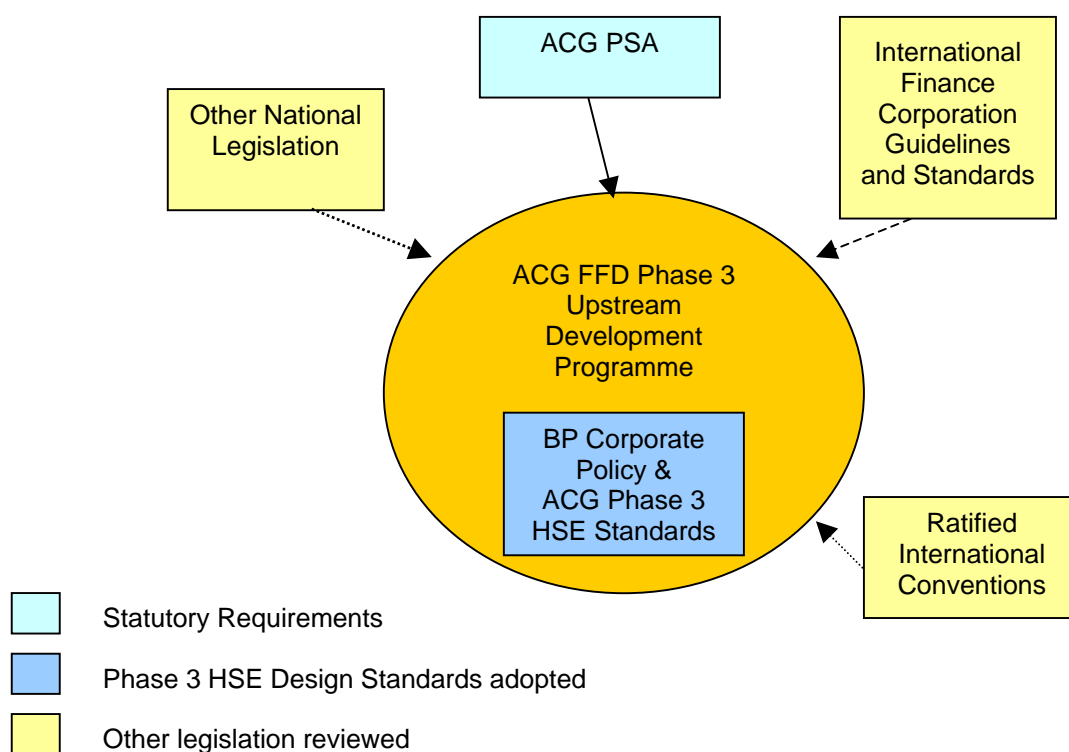 ACG PSA
International
Finance
Corporation
Guidelines
and Standards
Other National
Legislation
ACG FFD Phase 3
Upstream
Development
Programme
BP Corporate
Policy &
ACG Phase 3
HSE Standards
Ratified
International
Conventions
Statutory Requirements
Phase 3 HSE Design Standards adopted
Other legislation reviewed